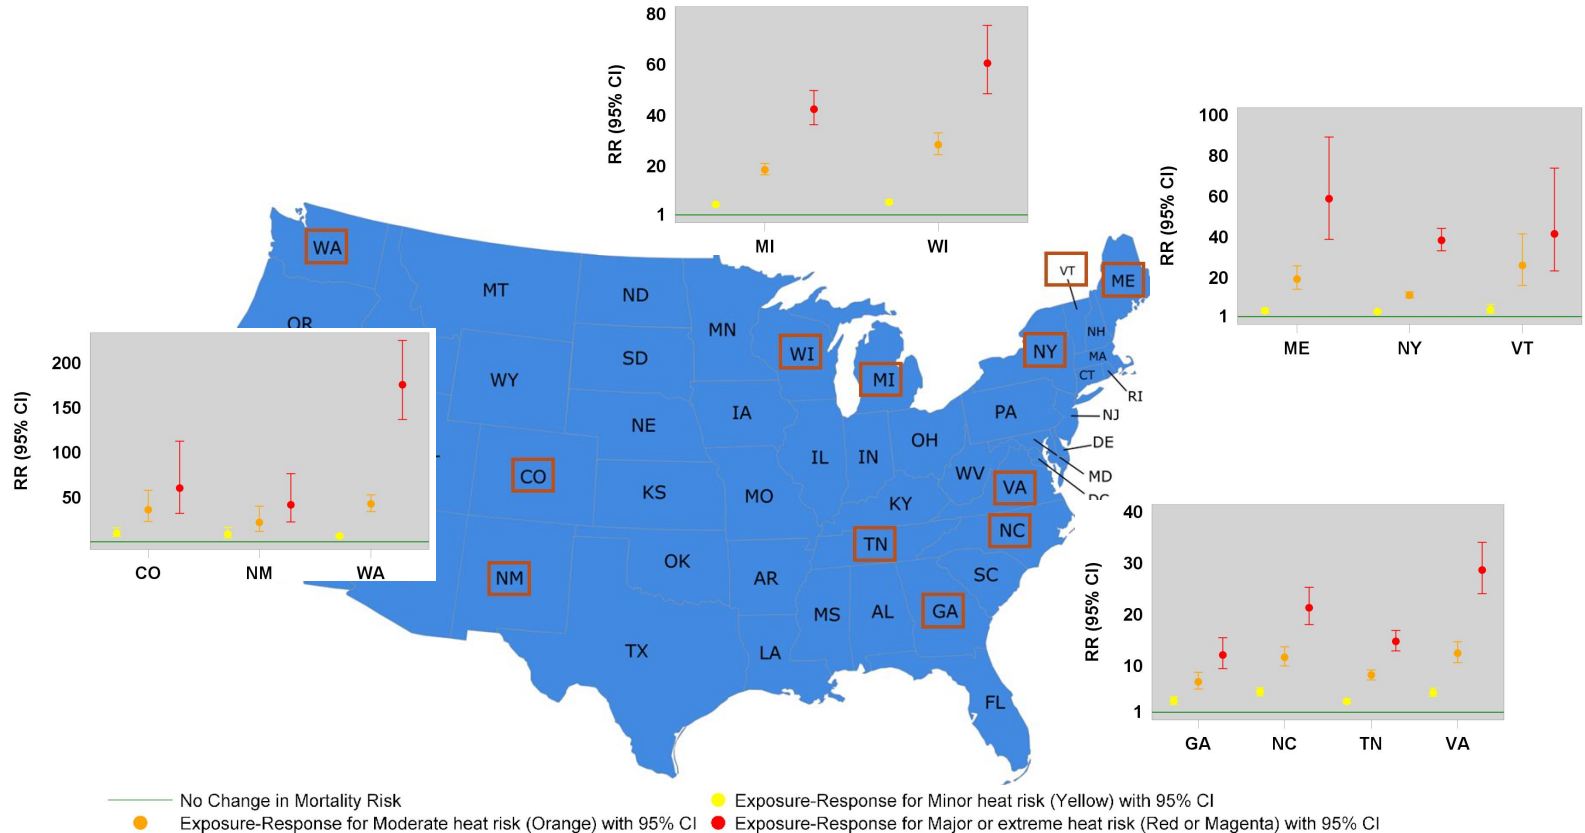 80
60
40
20
1
RR (95% CI)
MI
WI
100
80
60
40
20
1
RR (95% CI)
ME
NY
VT
WA
MT
ND
MN
VT
ME
OR
WY
SD
WI
MI
NY
NH
MA
CT
RI
NJ
IA
NE
PA
OH
IL
IN
DE
MD
WV
VA
CO
KS
MO
KY
NC
TN
NM
OK
AR
SC
MS
AL
GA
TX
LA
FL
200
150
100
50
RR (95% CI)
CO
NM
WA
40
30
20
10
1
RR (95% CI)
GA
NC
TN
VA
No Change in Mortality Risk
Exposure-Response for Minor heat risk (Yellow) with 95% CI
Exposure-Response for Moderate heat risk (Orange) with 95% CI
Exposure-Response for Major or extreme heat risk (Red or Magenta) with 95% CI